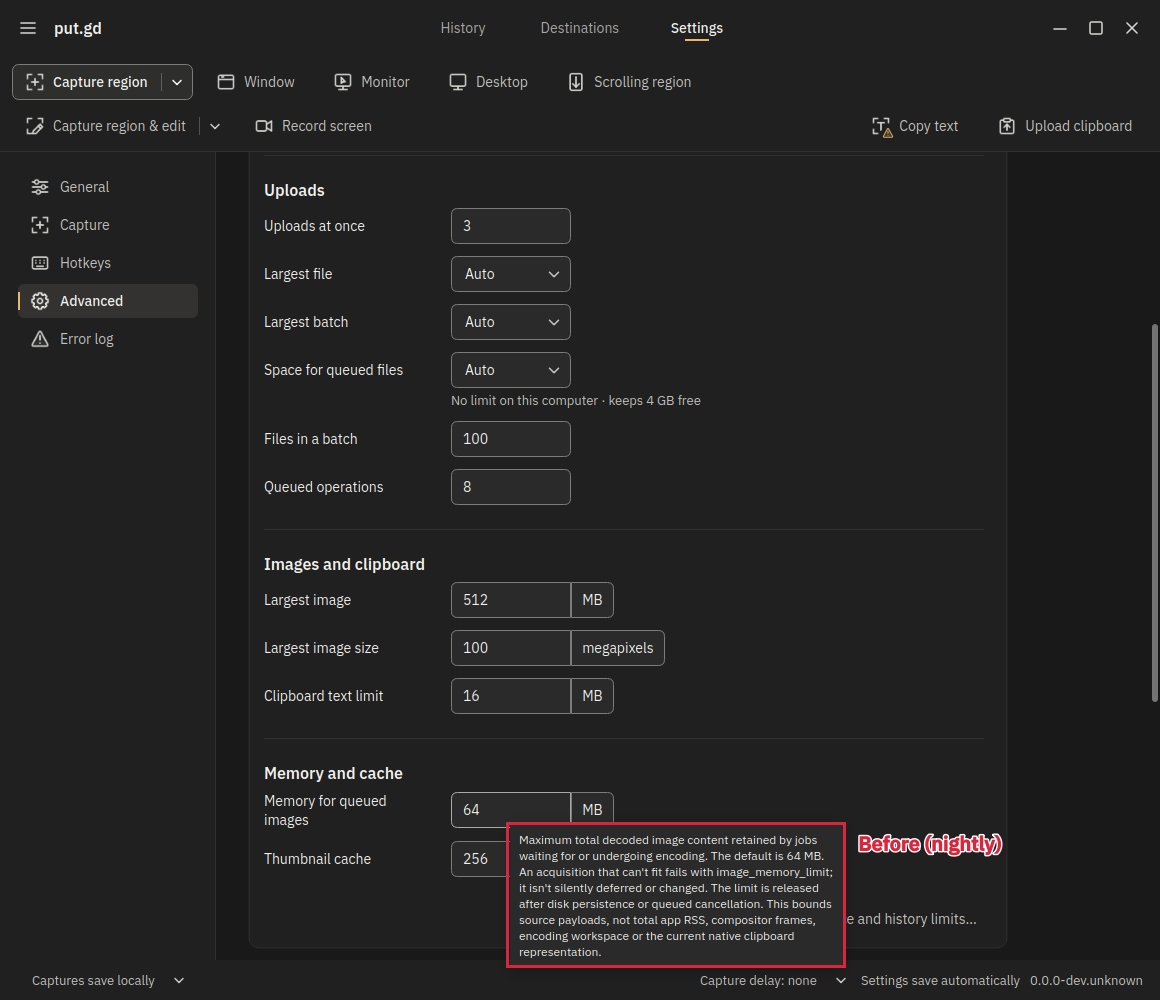 put.gd
History
Destinations
Settings
Capture region
Window
Monitor
Desktop
Scrolling region
Capture region & edit
Record screen
Copy text
Upload clipboard
General
Capture
Hotkeys
Advanced
Error log
Uploads
Uploads at once
3
Largest file
Auto
Largest batch
Auto
Space for queued files
Auto
No limit on this computer · keeps 4 GB free
Files in a batch
100
Queued operations
8
Images and clipboard
Largest image
512
MB
Largest image size
100
megapixels
Clipboard text limit
16
MB
Memory and cache
Memory for queued
images
64
MB
Thumbnail cache
256
Maximum total decoded image content retained by jobs
waiting for or undergoing encoding. The default is 64 MB.
An acquisition that can't fit fails with image_memory_limit;
it isn't silently deferred or changed. The limit is released
after disk persistence or queued cancellation. This bounds
source payloads, not total app RSS, compositor frames,
encoding workspace or the current native clipboard
representation.
Before (nightly)
e and history limits...
Captures save locally
Capture delay: none
Settings save automatically
0.0.0-dev.unknown